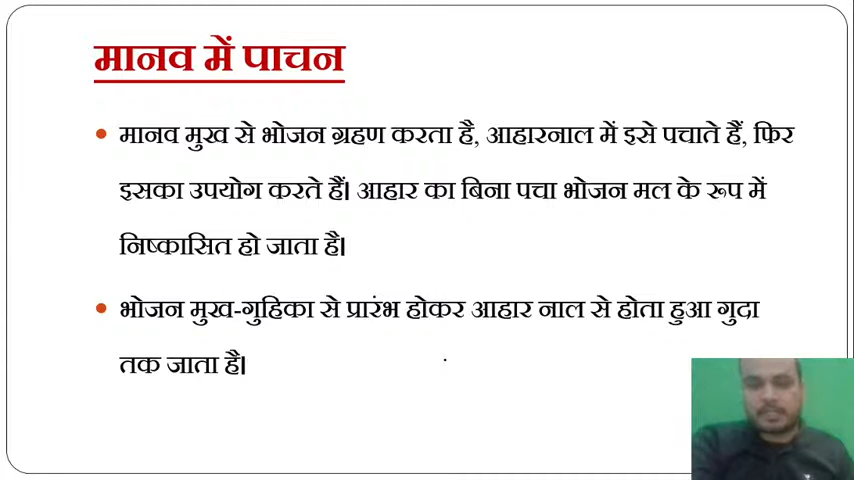 मानव में पाचन
मानव मुख से भोजन ग्रहण करता है, आहारनाल में इसे पचाते हैं, फिर
इसका उपयोग करते हैं। आहार का बिना पचा भोजन मल के रूप में
निष्कासित हो जाता है।
भोजन मुख-गुहिका से प्रारंभ होकर आहार नाल से होता हुआ गुदा
तक जाता है।